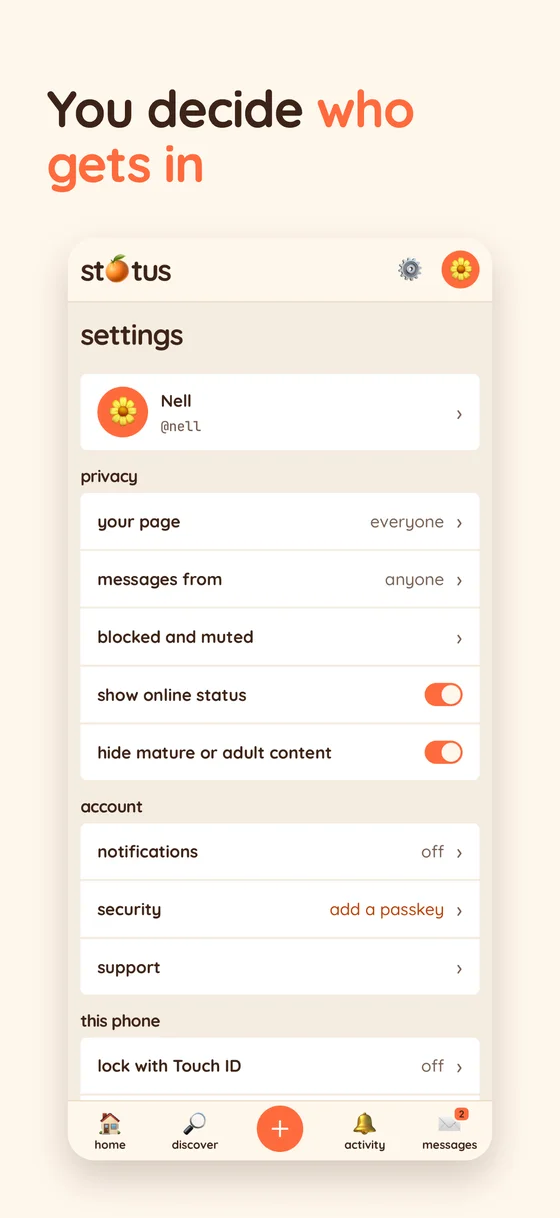 You decide who
gets in
st🍊tus
settings
Nell
@nell
privacy
your page everyone ›
messages from anyone ›
blocked and muted ›
show online status
hide mature or adult content
account
notifications off ›
security add a passkey ›
support ›
this phone
lock with Touch ID off ›
2
home discover + activity messages